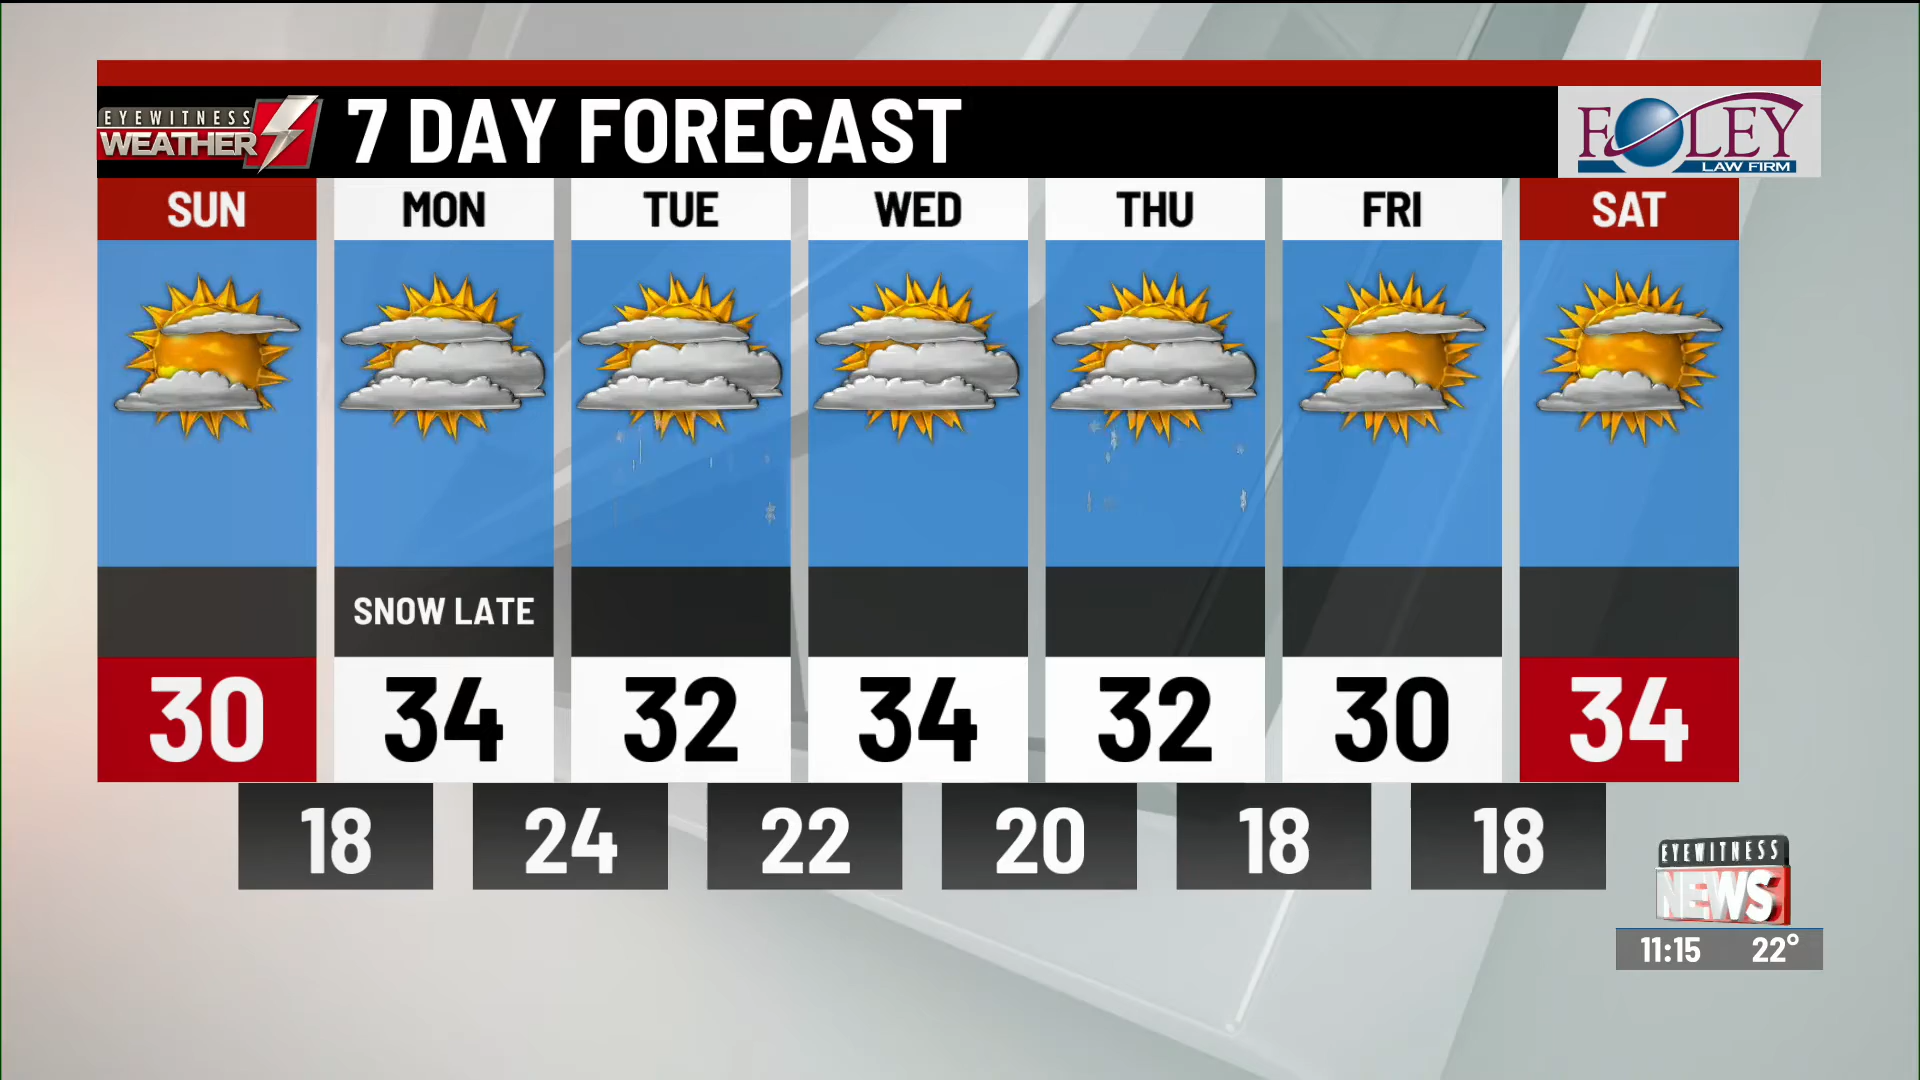 EYEWITNESS
WEATHER
7 DAY FORECAST
FOLEY
LAW FIRM
SUN MON TUE WED THU FRI SAT
SNOW LATE
30 34 32 34 32 30 34
18 24 22 20 18 18
EYEWITNESS
NEWS
11:15 22°